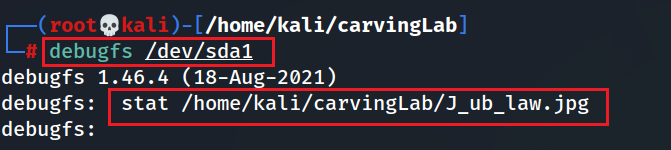 ┌──(root💀kali)-[/home/kali/carvingLab]
└─# debugfs /dev/sda1
debugfs 1.46.4 (18-Aug-2021)
debugfs:  stat /home/kali/carvingLab/J_ub_law.jpg
debugfs: